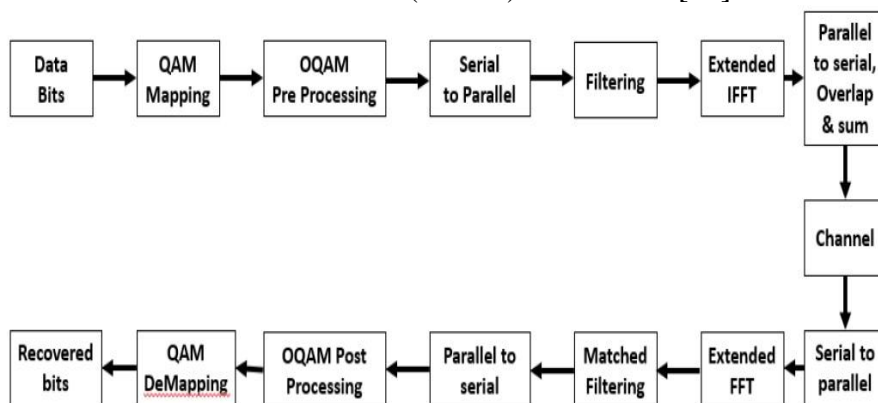 Data
Bits
QAM
Mapping
OQAM
Pre Processing
Serial
to Parallel
Filtering
Extended
IFFT
Parallel
to serial,
Overlap
& sum
Channel
Recovered
bits
QAM
DeMapping
OQAM Post
Processing
Parallel to
serial
Matched
Filtering
Extended
FFT
Serial to
parallel